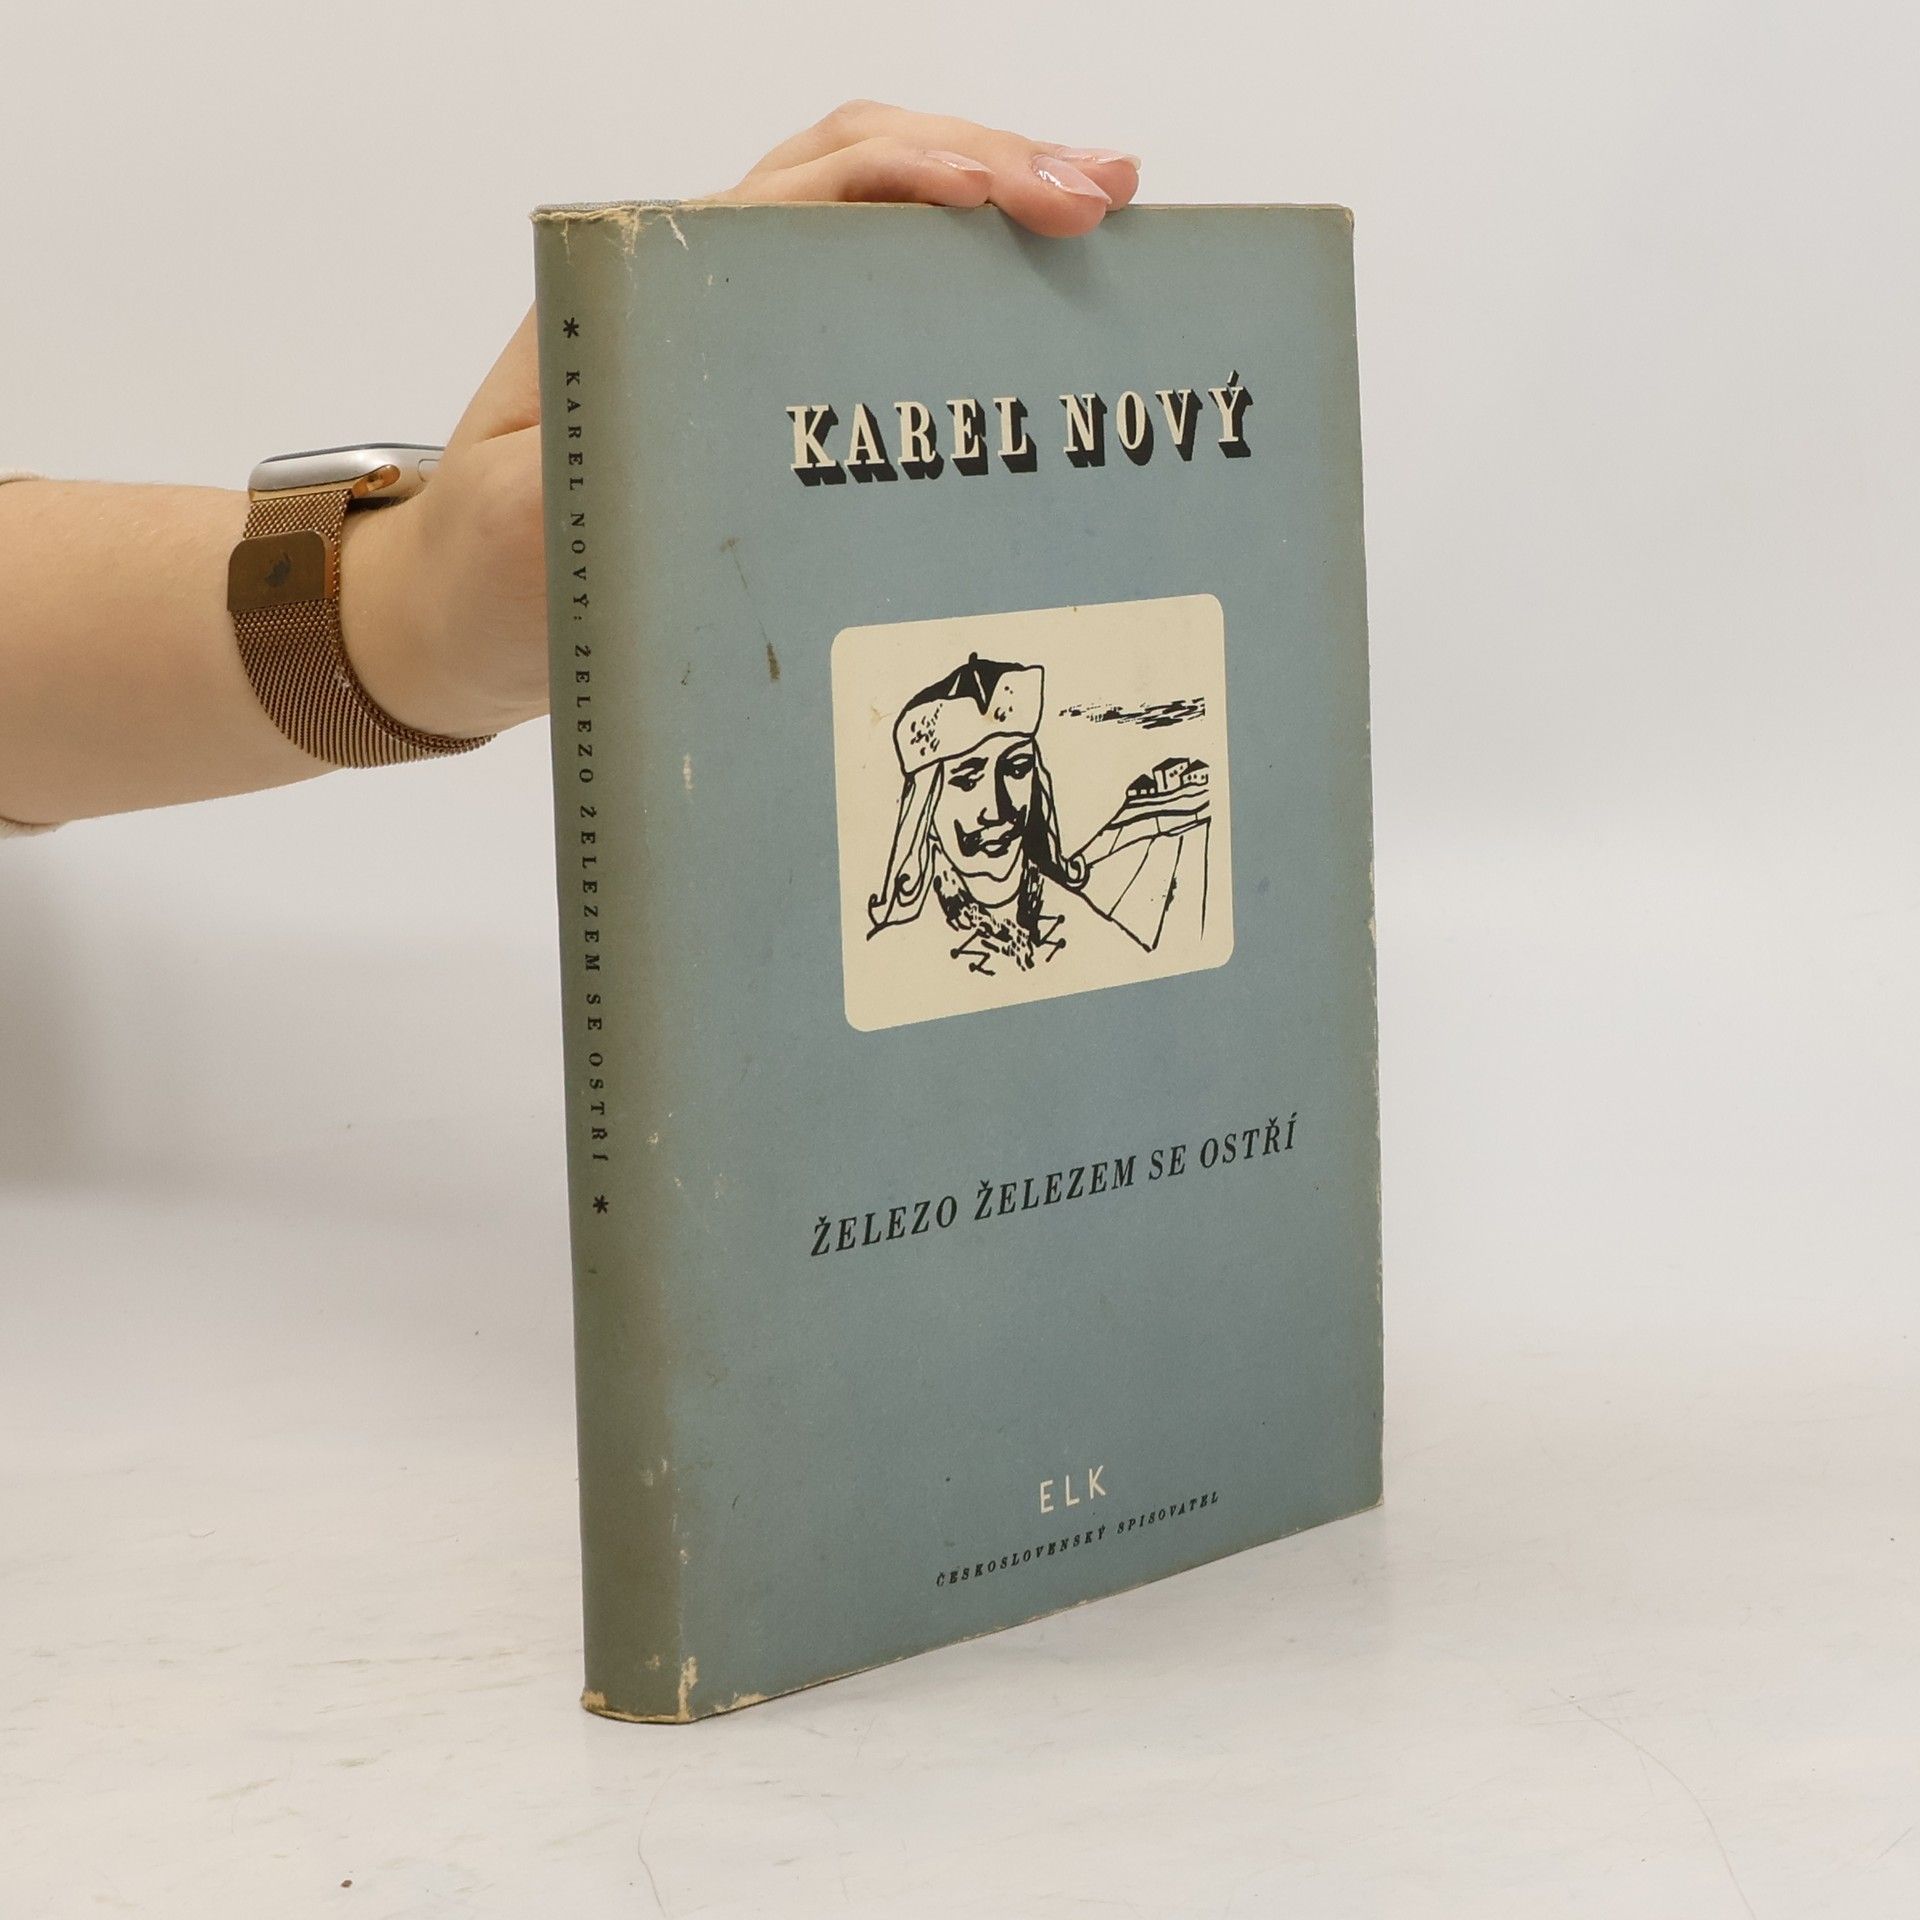 * KAREL NOVÝ: ŽELEZO ŽELEZEM SE OSTŘÍ *
KAREL NOVÝ
ŽELEZO ŽELEZEM SE OSTŘÍ
ELK
ČESKOSLOVENSKÝ SPISOVATEL